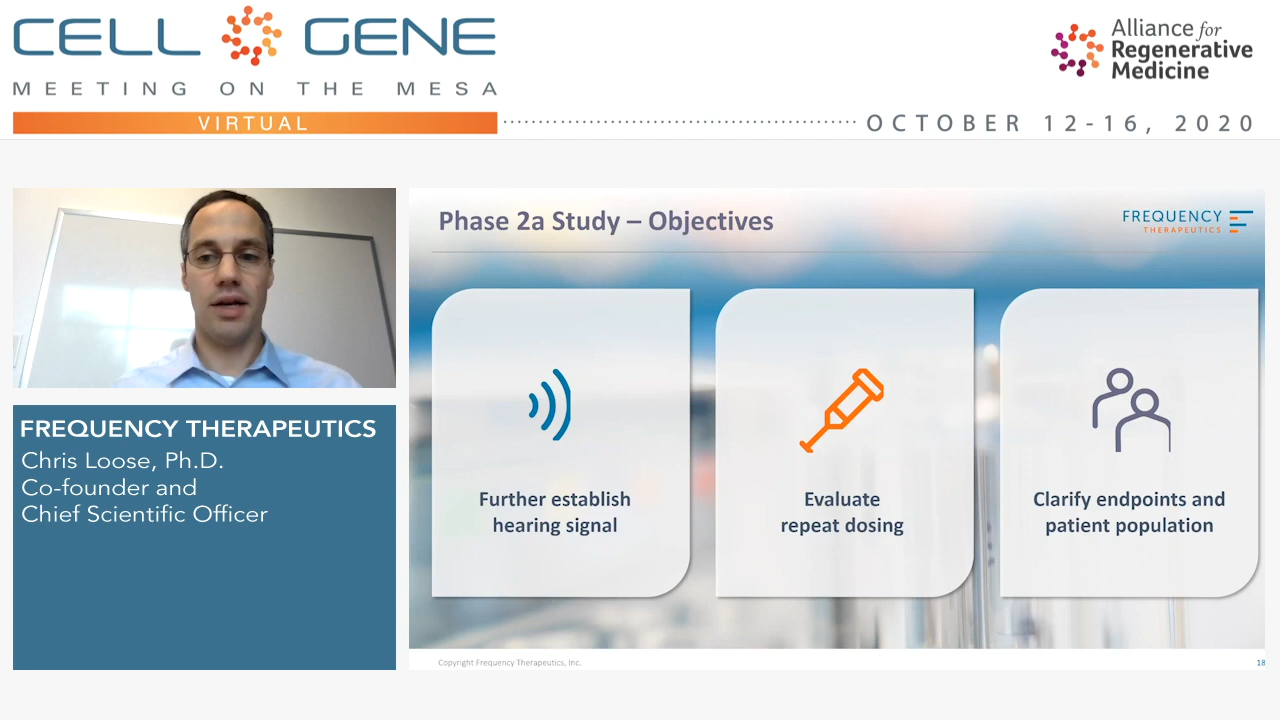 CELL GENE
MEETING ON THE MESA
VIRTUAL
Alliance for
Regenerative
Medicine
OCTOBER 12-16, 2020
FREQUENCY THERAPEUTICS
Chris Loose, Ph.D.
Co-founder and
Chief Scientific Officer
Phase 2a Study – Objectives
FREQUENCY
THERAPEUTICS
Further establish
hearing signal
Evaluate
repeat dosing
Clarify endpoints and
patient population
Copyright Frequency Therapeutics, Inc.
18